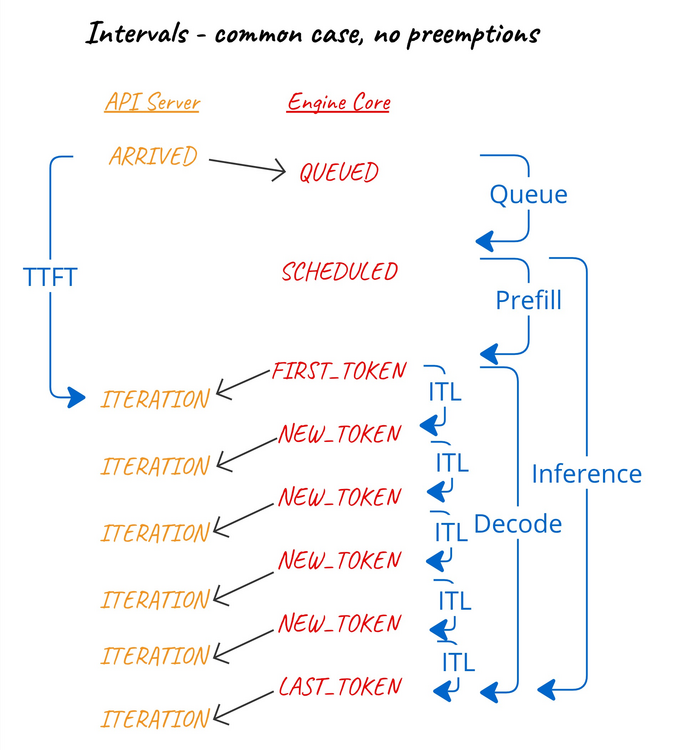 Intervals - common case, no preemptions
API Server
Engine Core
ARRIVED
QUEUED
Queue
TTFT
SCHEDULED
Prefill
FIRST_TOKEN
ITL
ITERATION
NEW_TOKEN
ITL
ITERATION
Inference
NEW_TOKEN
ITL
Decode
ITERATION
NEW_TOKEN
ITL
ITERATION
NEW_TOKEN
ITL
ITERATION
LAST_TOKEN
ITERATION